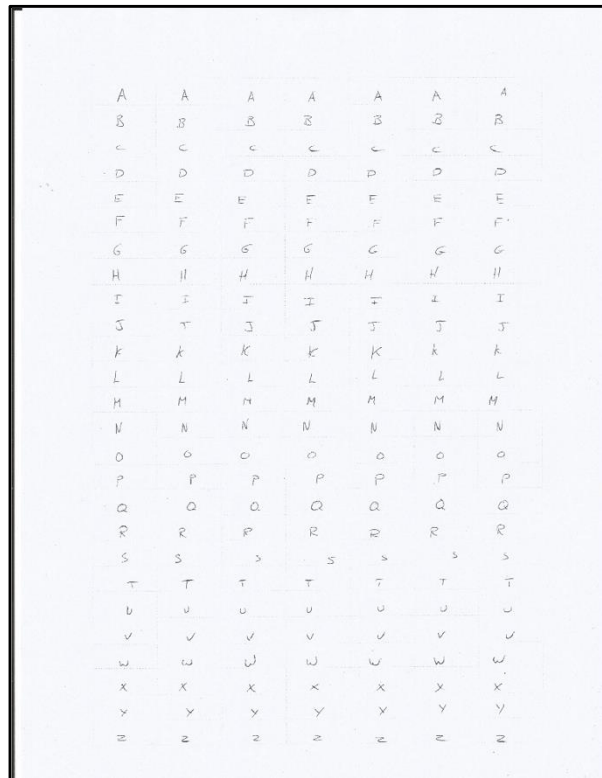 A A A A A A A
B B B B B B B
C C C C C C C
D D D D D D D
E E E E E E E
F F F F F F F
G G G G G G G
H H H H H H H
I I I I I I I
J J J J J J J
K K K K K K K
L L L L L L L
M M M M M M M
N N N N N N N
O O O O O O O
P P P P P P P
Q Q Q Q Q Q Q
R R R R R R R
S S S S S S S
T T T T T T T
U U U U U U U
V V V V V V V
W W W W W W W
X X X X X X X
Y Y Y Y Y Y Y
Z Z Z Z Z Z Z